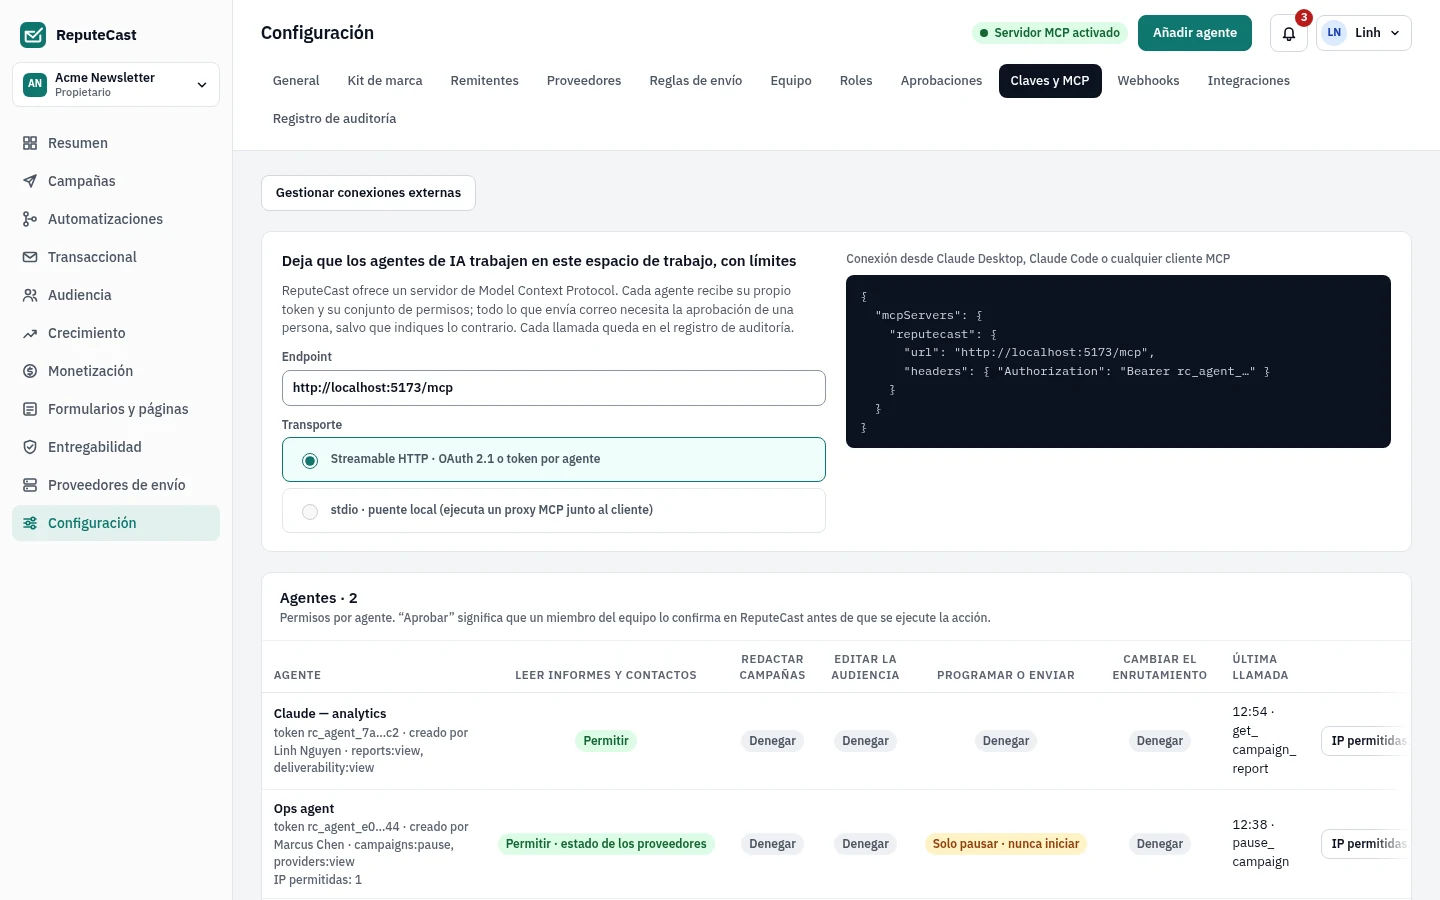 ReputeCast
AN
Acme Newsletter
Propietario
Resumen
Campañas
Automatizaciones
Transaccional
Audiencia
Crecimiento
Monetización
Formularios y páginas
Entregabilidad
Proveedores de envío
Configuración
Configuración
Servidor MCP activado
Añadir agente
3
LN
Linh
General
Kit de marca
Remitentes
Proveedores
Reglas de envío
Equipo
Roles
Aprobaciones
Claves y MCP
Webhooks
Integraciones
Registro de auditoría
Gestionar conexiones externas
Deja que los agentes de IA trabajen en este espacio de trabajo, con límites
ReputeCast ofrece un servidor de Model Context Protocol. Cada agente recibe su propio
token y su conjunto de permisos; todo lo que envía correo necesita la aprobación de una
persona, salvo que indiques lo contrario. Cada llamada queda en el registro de auditoría.
Endpoint
http://localhost:5173/mcp
Transporte
Streamable HTTP · OAuth 2.1 o token por agente
stdio · puente local (ejecuta un proxy MCP junto al cliente)
Conexión desde Claude Desktop, Claude Code o cualquier cliente MCP
{
"mcpServers": {
"reputecast": {
"url": "http://localhost:5173/mcp",
"headers": { "Authorization": "Bearer rc_agent_…" }
}
}
}
Agentes · 2
Permisos por agente. “Aprobar” significa que un miembro del equipo lo confirma en ReputeCast antes de que se ejecute la acción.
AGENTE
LEER INFORMES Y CONTACTOS
REDACTAR
CAMPAÑAS
EDITAR LA
AUDIENCIA
PROGRAMAR O ENVIAR
CAMBIAR EL
ENRUTAMIENTO
ÚLTIMA
LLAMADA
Claude — analytics
token rc_agent_7a…c2 · creado por
Linh Nguyen · reports:view,
deliverability:view
Permitir
Denegar
Denegar
Denegar
Denegar
12:54 ·
get_
campaign_
report
IP permitidas
Ops agent
token rc_agent_e0…44 · creado por
Marcus Chen · campaigns:pause,
providers:view
IP permitidas: 1
Permitir · estado de los proveedores
Denegar
Denegar
Solo pausar · nunca iniciar
Denegar
12:38 ·
pause_
campaign
IP permitidas